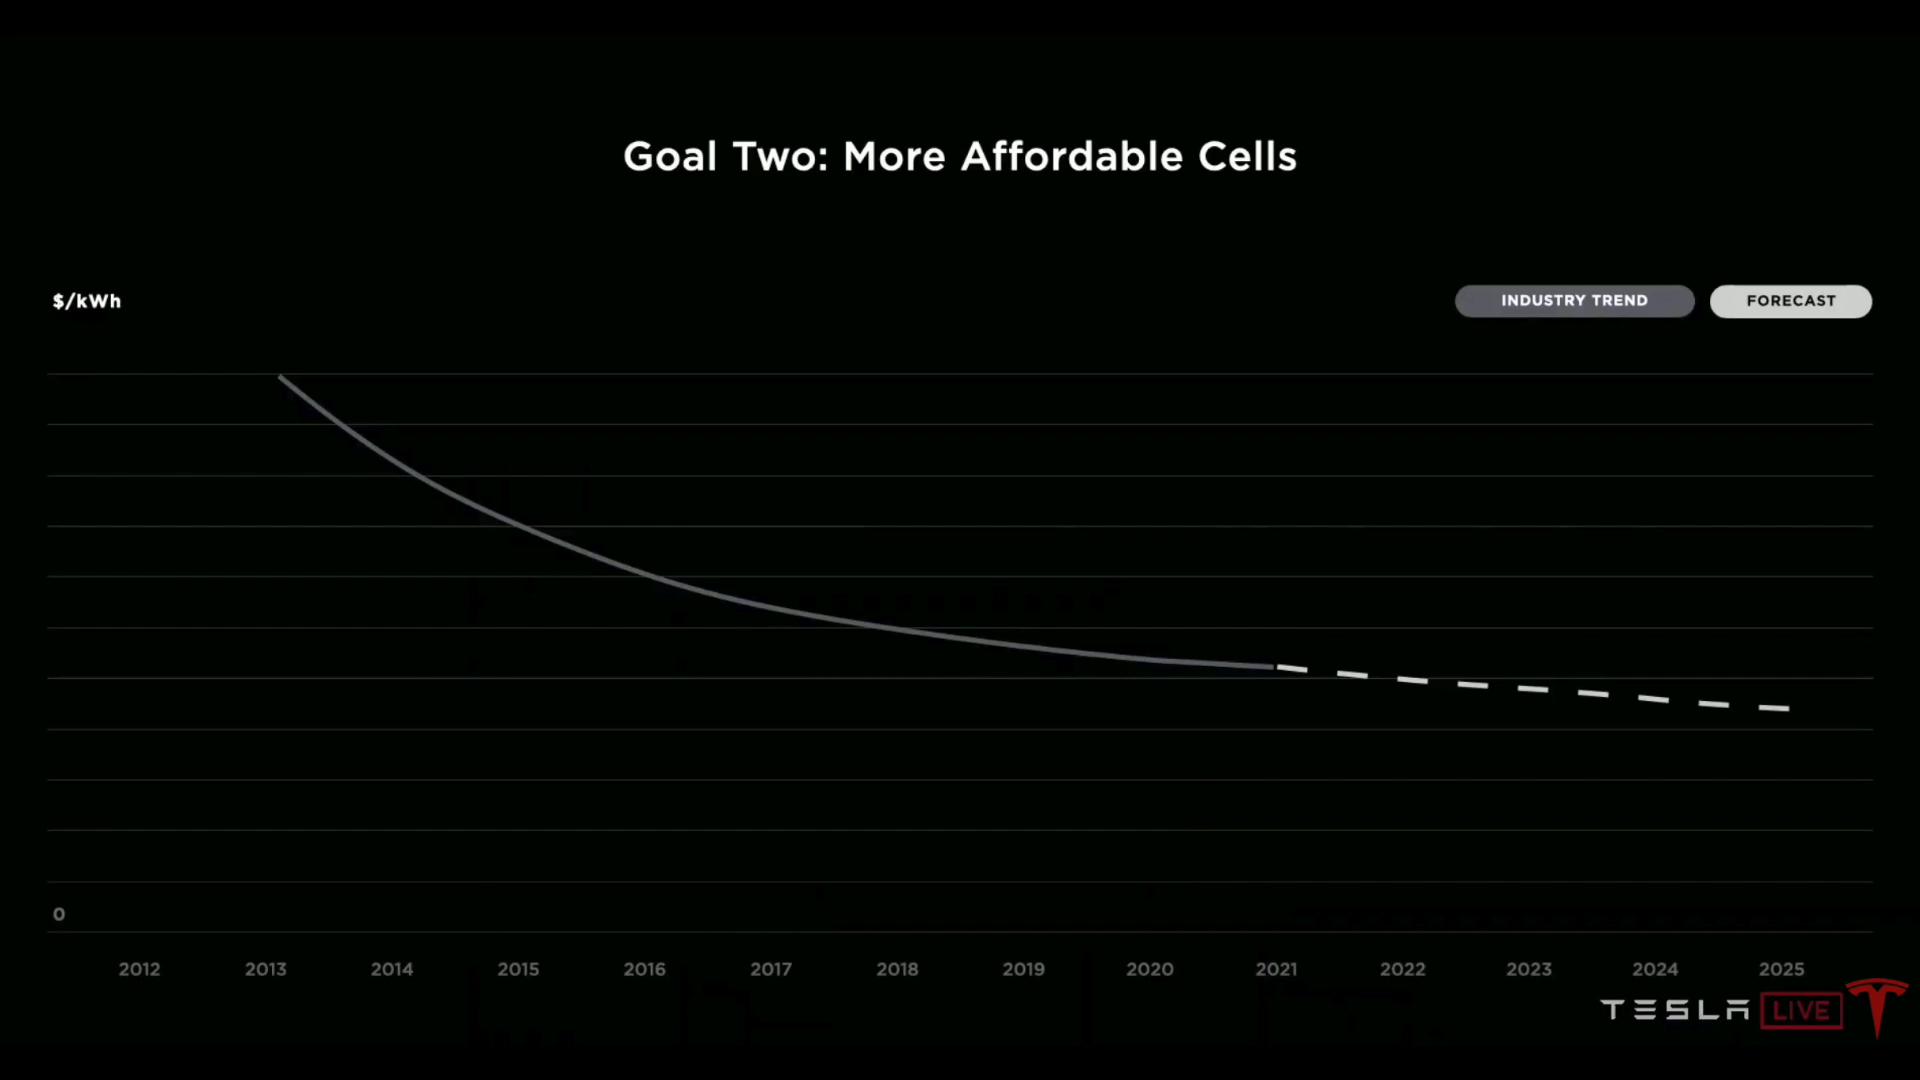 Goal Two: More Affordable Cells
$/kWh
INDUSTRY TREND
FORECAST
0
2012 2013 2014 2015 2016 2017 2018 2019 2020 2021 2022 2023 2024 2025
TESLA LIVE